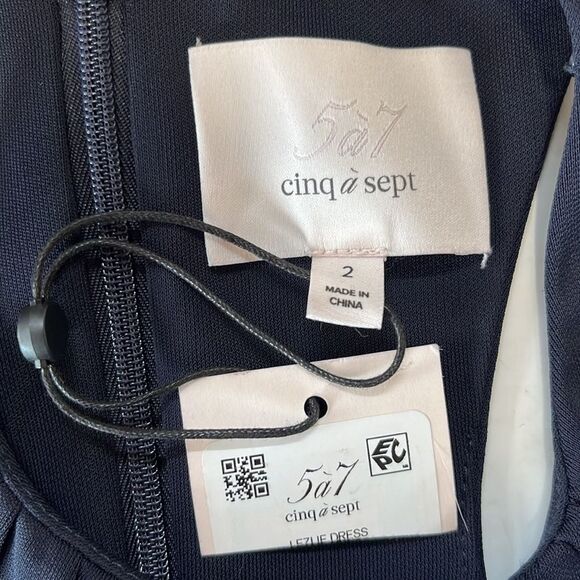 5à7
cinq à sept
2
MADE IN
CHINA
EPC
5à7
cinq à sept
LEZLIE DRESS